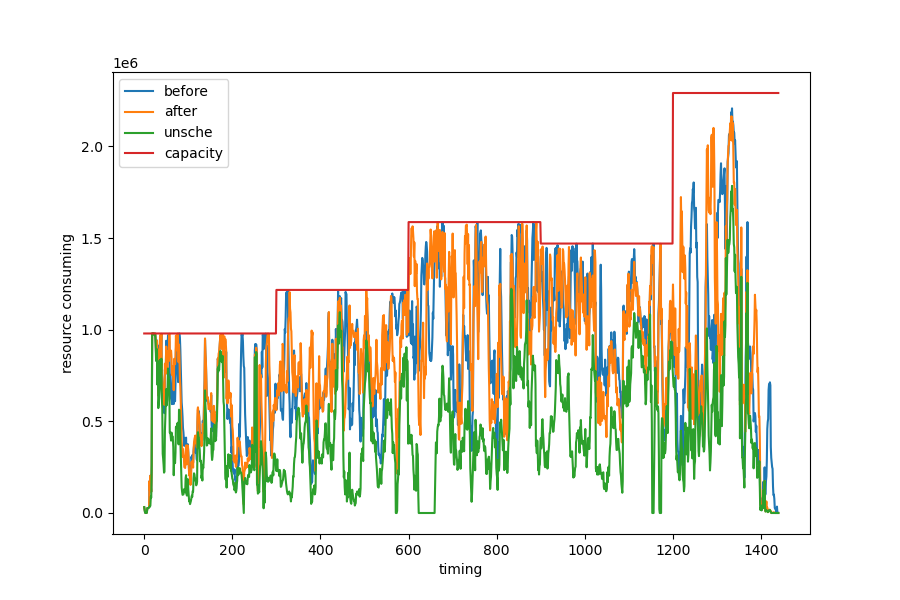 1e6
before
after
unsche
capacity
2.0
1.5
1.0
0.5
0.0
resource consuming
0 200 400 600 800 1000 1200 1400
timing